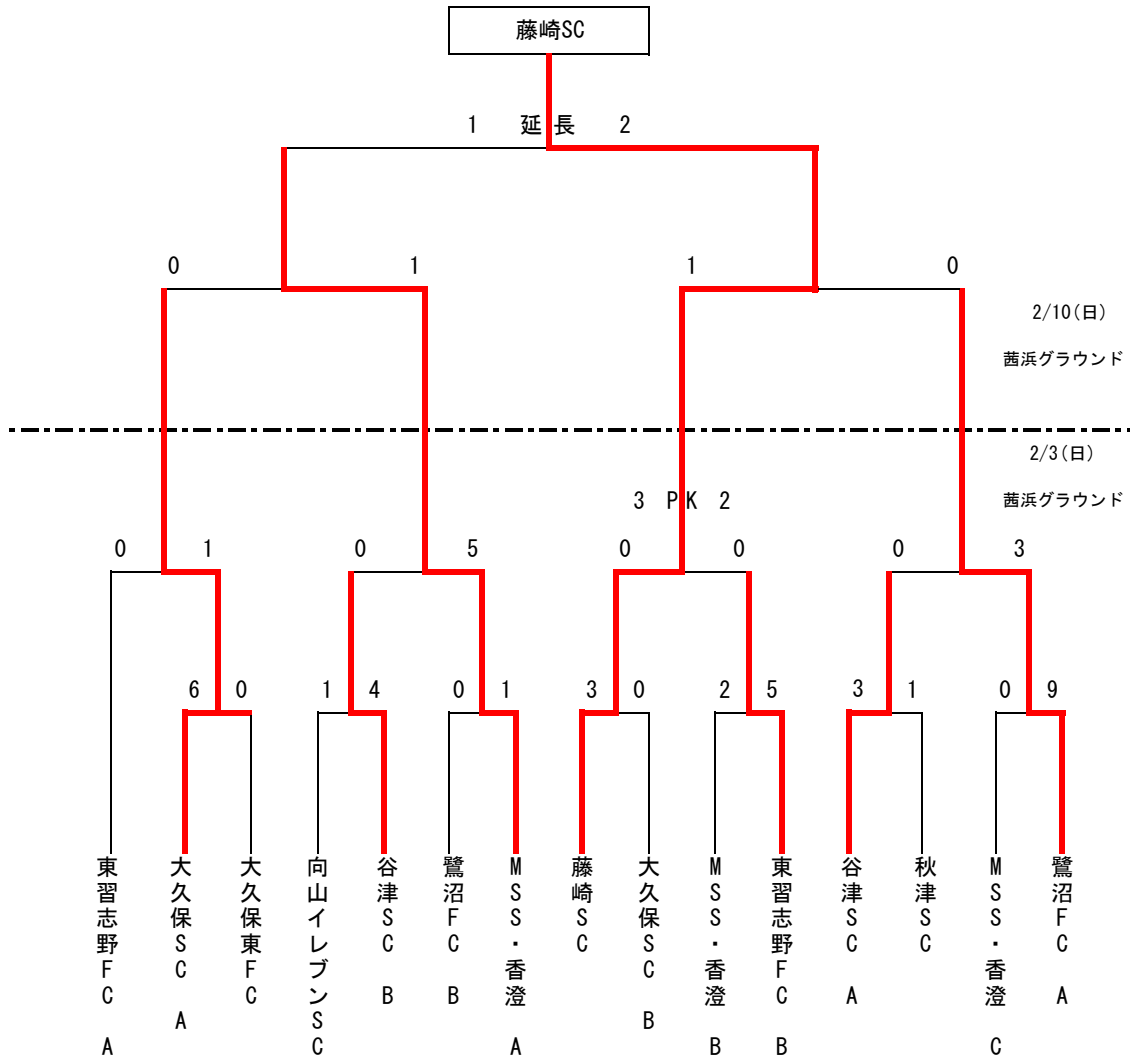 藤崎SC
1 延長 2
0 1 1 0
2/10(日)
茜浜グラウンド
2/3(日)
茜浜グラウンド
3 PK 2
0 1 0 5 0 0 0 3
6 0 1 4 0 1 3 0 2 5 3 1 0 9
東習志野FC A
大久保SC A
大久保東FC
向山イレブンSC
谷津SC B
鷺沼FC B
MSS・香澄 A
藤崎SC
大久保SC B
MSS・香澄 B
東習志野FC B
谷津SC A
秋津SC
MSS・香澄 C
鷺沼FC A